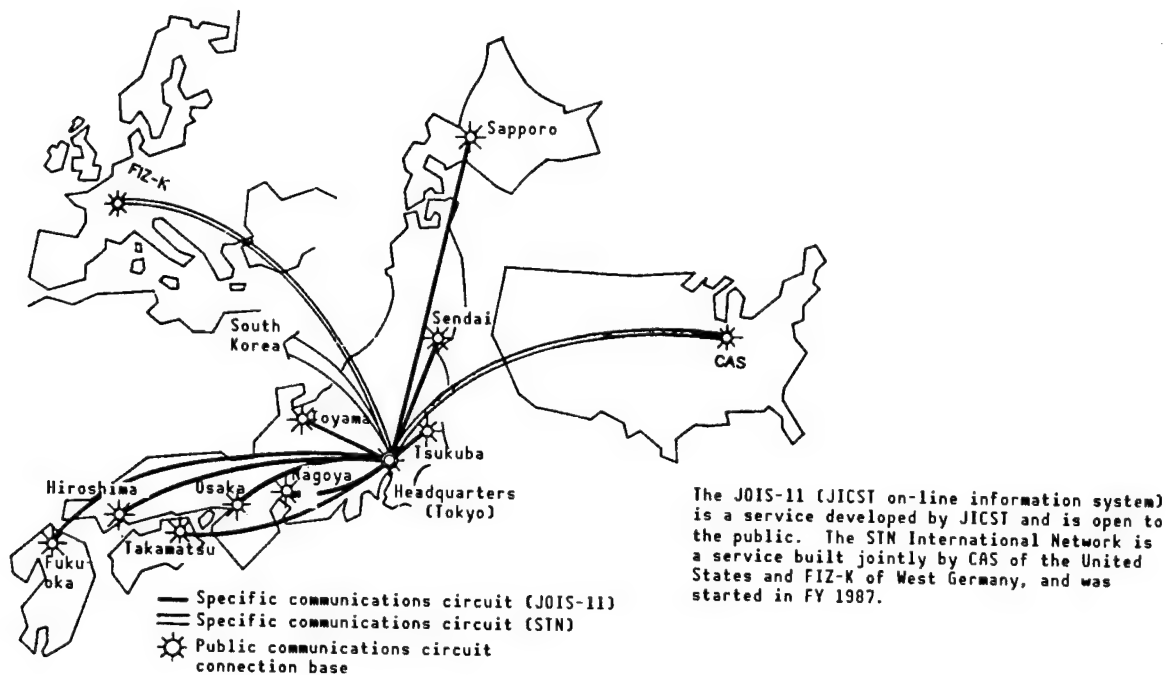 Sapporo
FIZ-K
South
Korea
Sendai
CAS
Toyama
Tsukuba
Nagoya
Hiroshima
Osaka
Headquarters
(Tokyo)
Takamatsu
Fuku-
oka
Specific communications circuit (JOIS-11)
Specific communications circuit (STN)
Public communications circuit
connection base
The JOIS-11 (JICST on-line information system)
is a service developed by JICST and is open to
the public. The STN International Network is
a service built jointly by CAS of the United
States and FIZ-K of West Germany, and was
started in FY 1987.